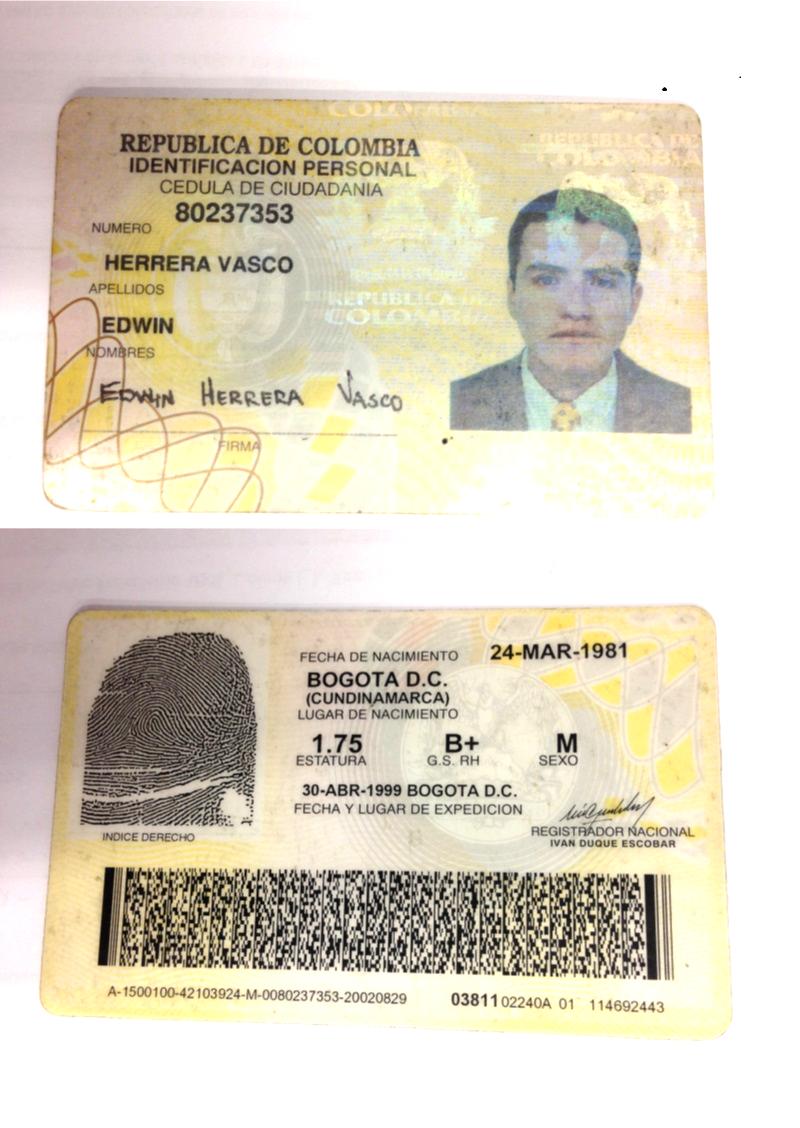 COLOMBIA
REPUBLICA DE COLOMBIA
IDENTIFICACION PERSONAL
CEDULA DE CIUDADANIA
NUMERO 80237353
HERRERA VASCO
APELLIDOS
EDWIN
NOMBRES
EDWIN HERRERA VASCO
FIRMA
REPUBLICA DE
COLOMBIA
REPUBLICA DE
COLOMBIA
FECHA DE NACIMIENTO 24-MAR-1981
BOGOTA D.C.
(CUNDINAMARCA)
LUGAR DE NACIMIENTO
1.75 B+ M
ESTATURA G.S. RH SEXO
30-ABR-1999 BOGOTA D.C.
FECHA Y LUGAR DE EXPEDICION
INDICE DERECHO
REGISTRADOR NACIONAL
IVAN DUQUE ESCOBAR
A-1500100-42103924-M-0080237353-20020829 03811 02240A 01 114692443